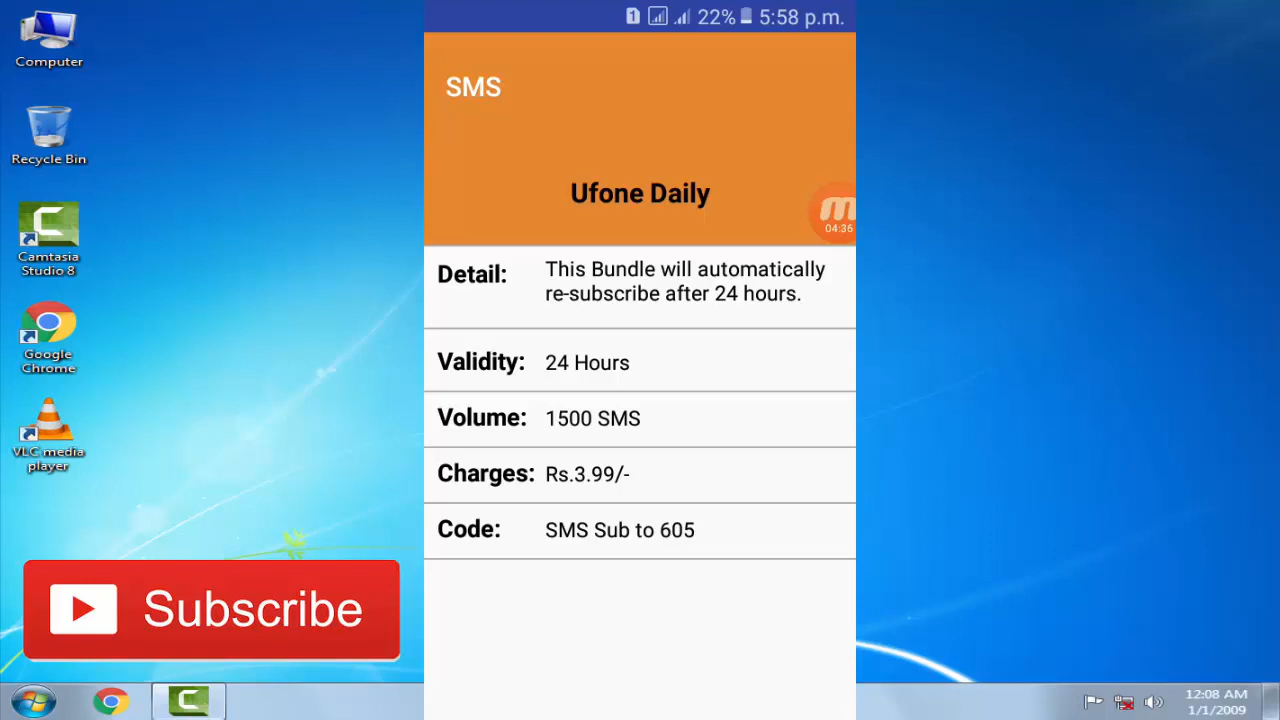 Computer
Recycle Bin
Camtasia
Studio 8
Google
Chrome
VLC media
player
Subscribe
1 22% 5:58 p.m.
SMS
Ufone Daily
04:36
Detail: This Bundle will automatically
re-subscribe after 24 hours.
Validity: 24 Hours
Volume: 1500 SMS
Charges: Rs.3.99/-
Code: SMS Sub to 605
12:08 AM
1/1/2009